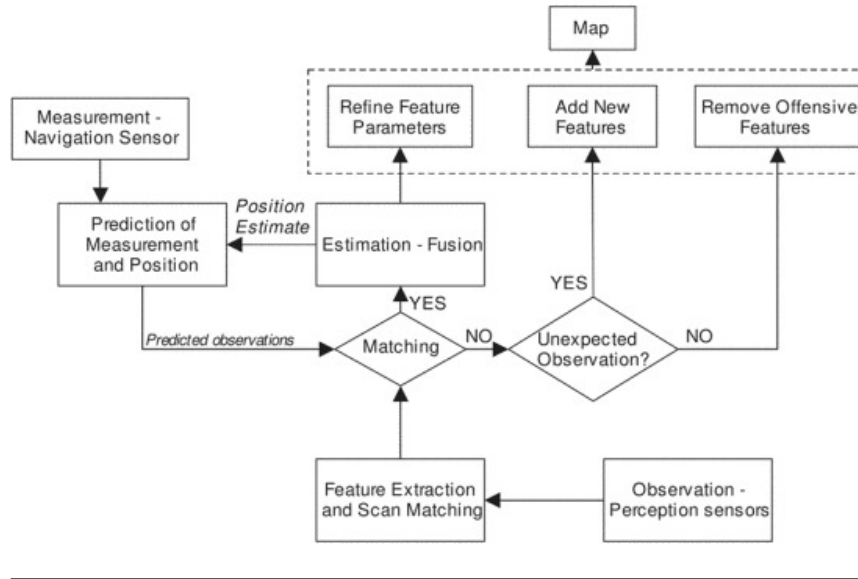 Map
Measurement -
Navigation Sensor
Refine Feature
Parameters
Add New
Features
Remove Offensive
Features
Prediction of
Measurement
and Position
Position
Estimate
Estimation - Fusion
YES
YES
Predicted observations
Matching
NO
Unexpected
Observation?
NO
Feature Extraction
and Scan Matching
Observation -
Perception sensors